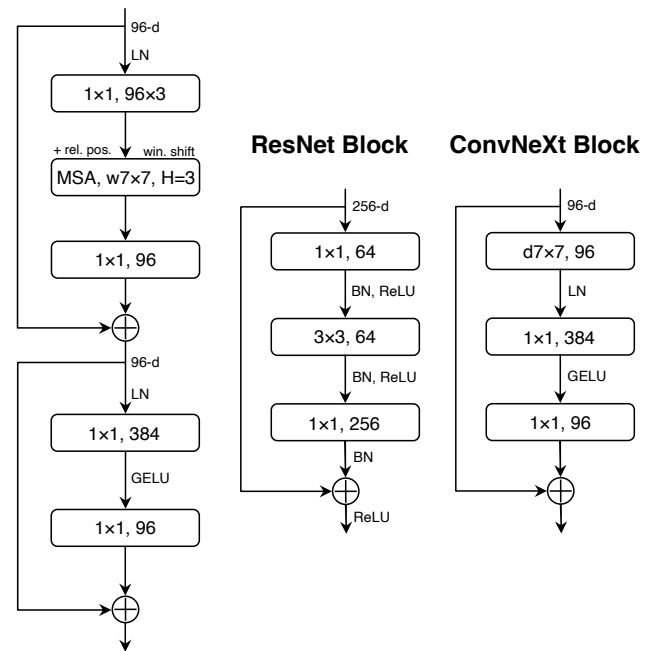 96-d
LN
1×1, 96×3
+ rel. pos.
win. shift
MSA, w7×7, H=3
1×1, 96
96-d
LN
1×1, 384
GELU
1×1, 96
ResNet Block
256-d
1×1, 64
BN, ReLU
3×3, 64
BN, ReLU
1×1, 256
BN
ReLU
ConvNeXt Block
96-d
d7×7, 96
LN
1×1, 384
GELU
1×1, 96